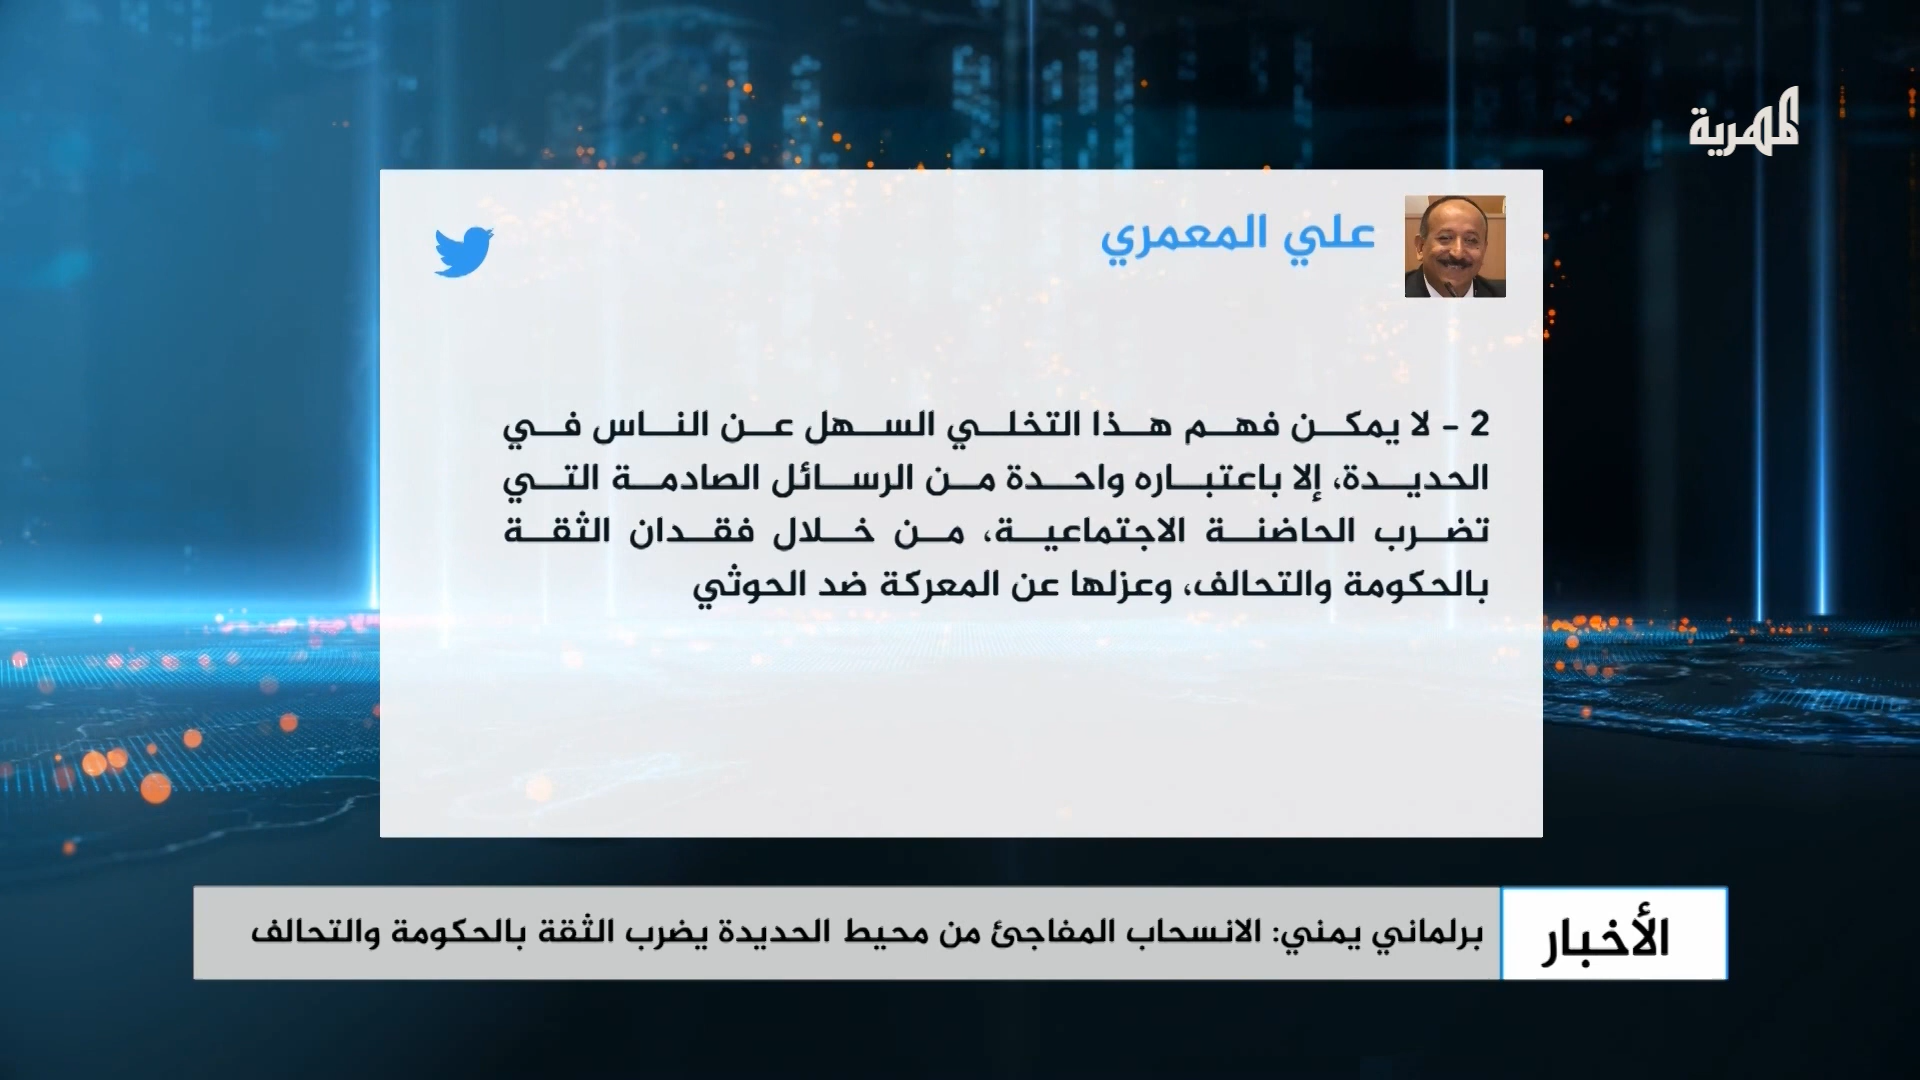 المهرية
علي المعمري
2 - لا يمكن فهم هذا التخلي السهل عن الناس في
الحديدة، إلا باعتباره واحدة من الرسائل الصادمة التي
تضرب الحاضنة الاجتماعية، من خلال فقدان الثقة
بالحكومة والتحالف، وعزلها عن المعركة ضد الحوثي
الأخبار
برلماني يمني: الانسحاب المفاجئ من محيط الحديدة يضرب الثقة بالحكومة والتحالف